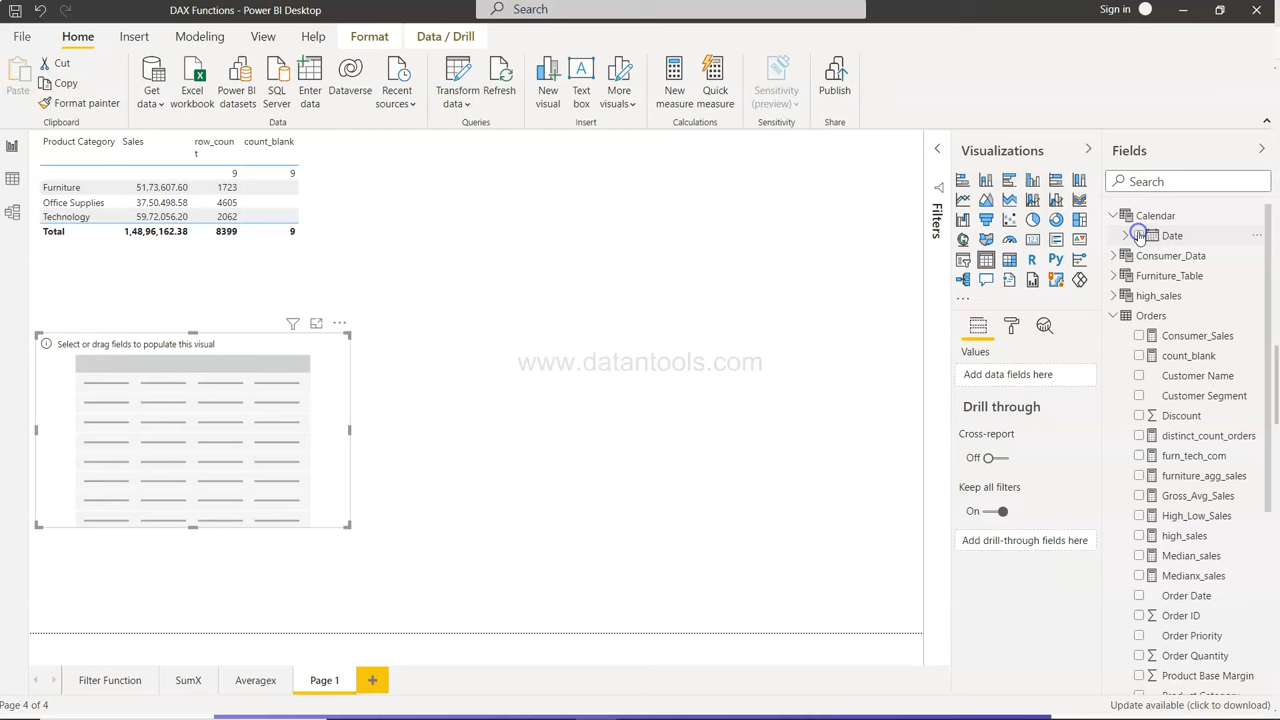 DAX Functions - Power BI Desktop
Search
Sign in
File
Home
Insert
Modeling
View
Help
Format
Data / Drill
Paste
Cut
Copy
Format painter
Clipboard
Get data
Excel workbook
Power BI datasets
SQL Server
Enter data
Dataverse
Recent sources
Data
Transform data
Refresh
Queries
New visual
Text box
More visuals
Insert
New measure
Quick measure
Calculations
Sensitivity (preview)
Sensitivity
Publish
Share
Product Category Sales row_coun
t count_blank
9 9
Furniture 51,73,607.60 1723
Office Supplies 37,50,498.58 4605
Technology 59,72,056.20 2062
Total 1,48,96,162.38 8399 9
Select or drag fields to populate this visual
www.datantools.com
Filters
Visualizations
R
Py
Values
Add data fields here
Drill through
Cross-report
Off
Keep all filters
On
Add drill-through fields here
Fields
Search
Calendar
Date
Consumer_Data
Furniture_Table
high_sales
Orders
Consumer_Sales
count_blank
Customer Name
Customer Segment
Discount
distinct_count_orders
furn_tech_com
furniture_agg_sales
Gross_Avg_Sales
High_Low_Sales
high_sales
Median_sales
Medianx_sales
Order Date
Order ID
Order Priority
Order Quantity
Product Base Margin
Product Category
Filter Function
SumX
Averagex
Page 1
Page 4 of 4
Update available (click to download)